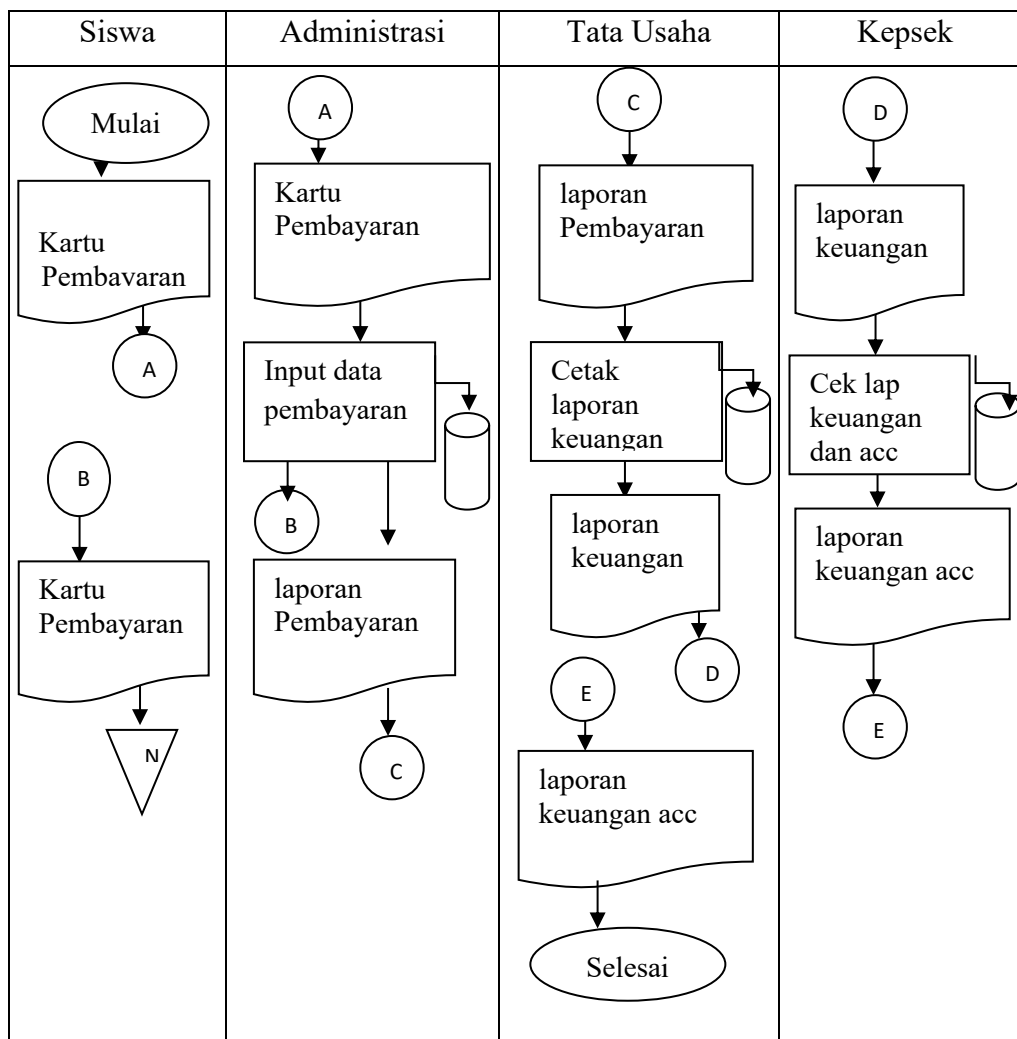 Siswa
Administrasi
Tata Usaha
Kepsek
Mulai
Kartu
Pembavaran
A
B
Kartu
Pembayaran
N
A
Kartu
Pembayaran
Input data
pembayaran
B
laporan
Pembayaran
C
C
laporan
Pembayaran
Cetak
laporan
keuangan
laporan
keuangan
D
E
laporan
keuangan acc
Selesai
D
laporan
keuangan
Cek lap
keuangan
dan acc
laporan
keuangan acc
E